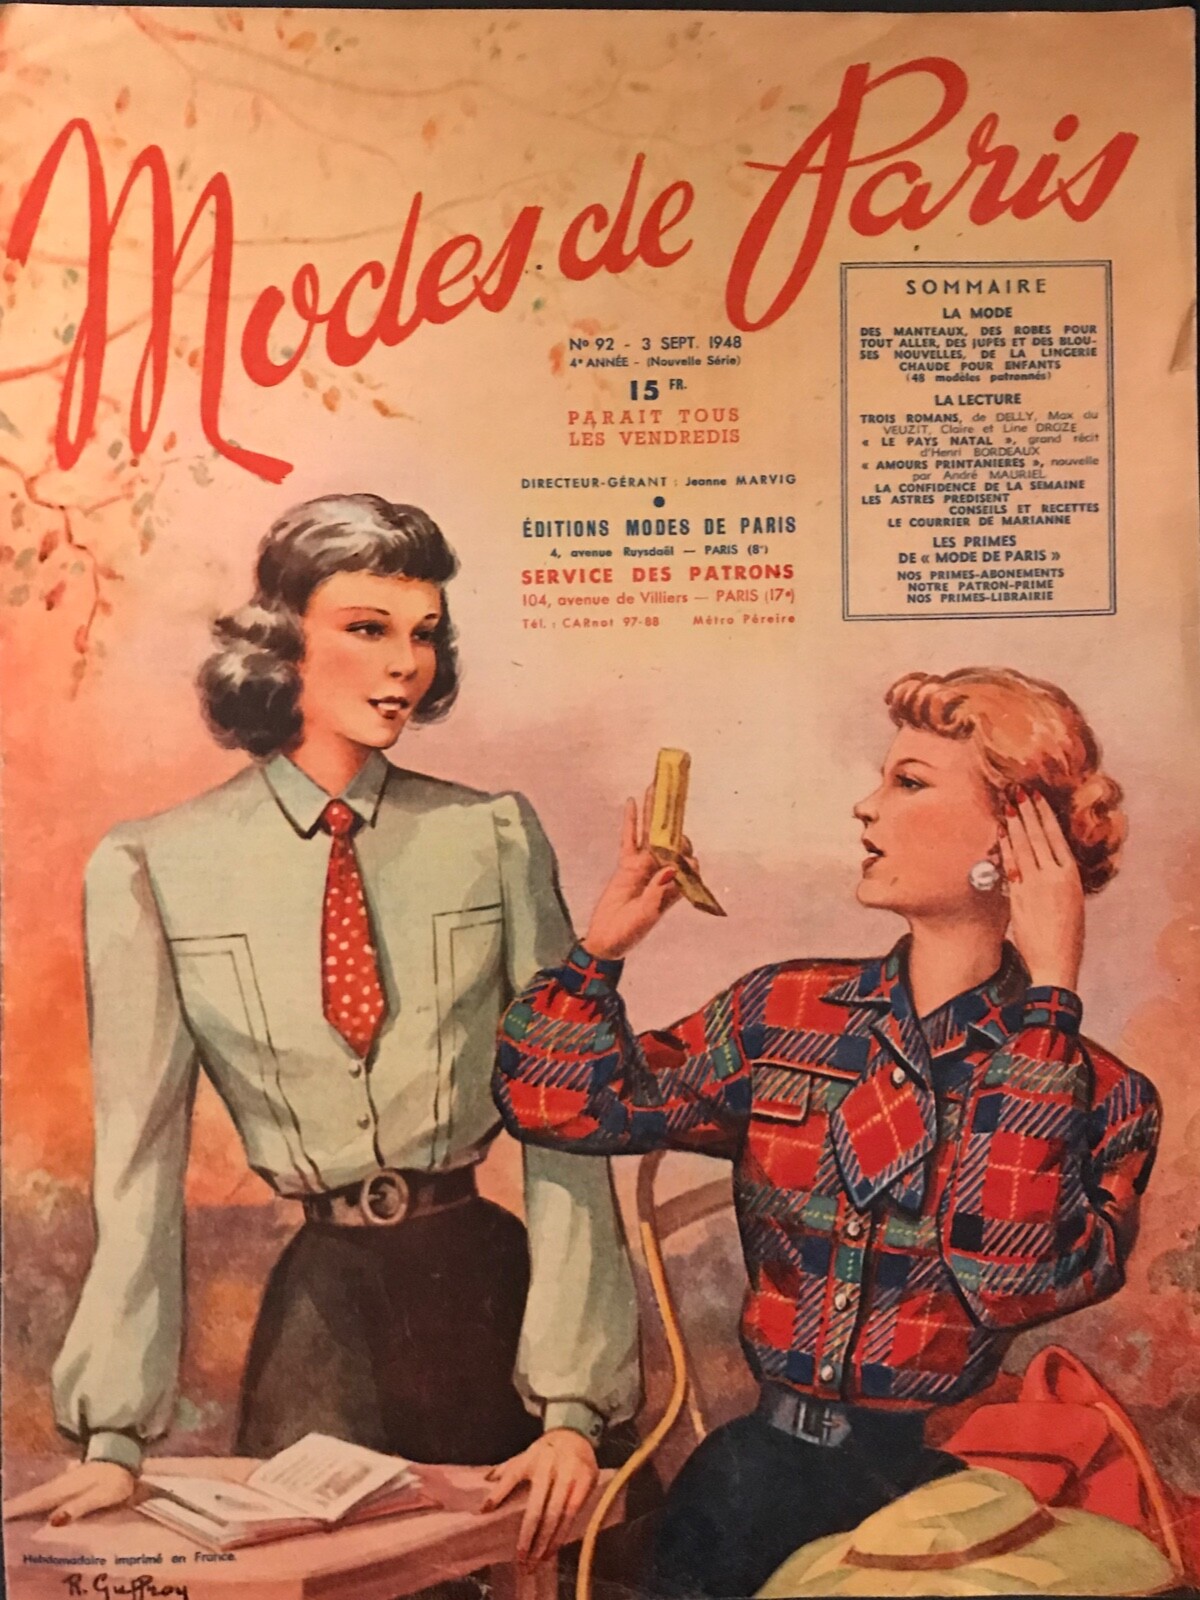 Modes de Paris
Nº 92 - 3 SEPT. 1948
4ᵉ ANNÉE - (Nouvelle Série)
15 FR.
PARAIT TOUS
LES VENDREDIS
DIRECTEUR-GÉRANT : Jeanne MARVIG
ÉDITIONS MODES DE PARIS
4, avenue Ruysdaël — PARIS (8ᵉ)
SERVICE DES PATRONS
104, avenue de Villiers — PARIS (17ᵉ)
Tél. : CARnot 97-88 Métro Péreire
SOMMAIRE
LA MODE
DES MANTEAUX, DES ROBES POUR
TOUT ALLER, DES JUPES ET DES BLOU-
SES NOUVELLES, DE LA LINGERIE
CHAUDE POUR ENFANTS
(48 modèles patronnés)
LA LECTURE
TROIS ROMANS, de DELLY, Max du
VEUZIT, Claire et Line DROZE
« LE PAYS NATAL », grand récit
d'Henri BORDEAUX
« AMOURS PRINTANIERES », nouvelle
par André MAURIEL
LA CONFIDENCE DE LA SEMAINE
LES ASTRES PREDISENT
CONSEILS ET RECETTES
LE COURRIER DE MARIANNE
LES PRIMES
DE « MODE DE PARIS »
NOS PRIMES-ABONEMENTS
NOTRE PATRON-PRIME
NOS PRIMES-LIBRAIRIE
Hebdomadaire imprimé en France.
R. Guffroy